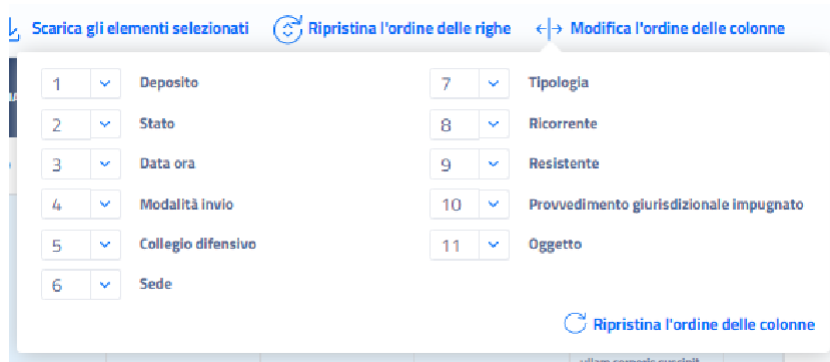 Scarica gli elementi selezionati Ripristina l'ordine delle righe Modifica l'ordine delle colonne
1 Deposito
2 Stato
3 Data ora
4 Modalità invio
5 Collegio difensivo
6 Sede
7 Tipologia
8 Ricorrente
9 Resistente
10 Provvedimento giurisdizionale impugnato
11 Oggetto
Ripristina l'ordine delle colonne